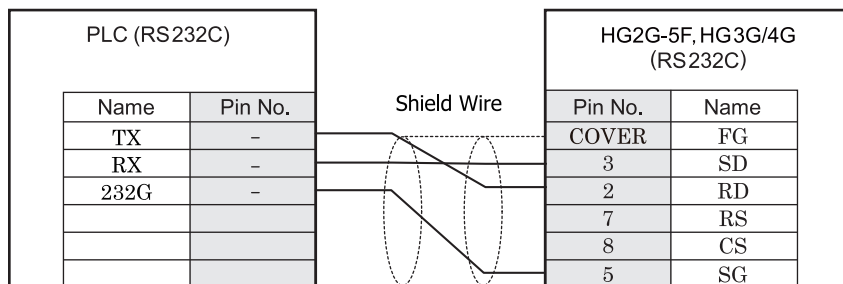 PLC (RS232C)
Name Pin No.
TX –
RX –
232G –
Shield Wire
HG2G-5F, HG3G/4G
(RS232C)
Pin No. Name
COVER FG
3 SD
2 RD
7 RS
8 CS
5 SG